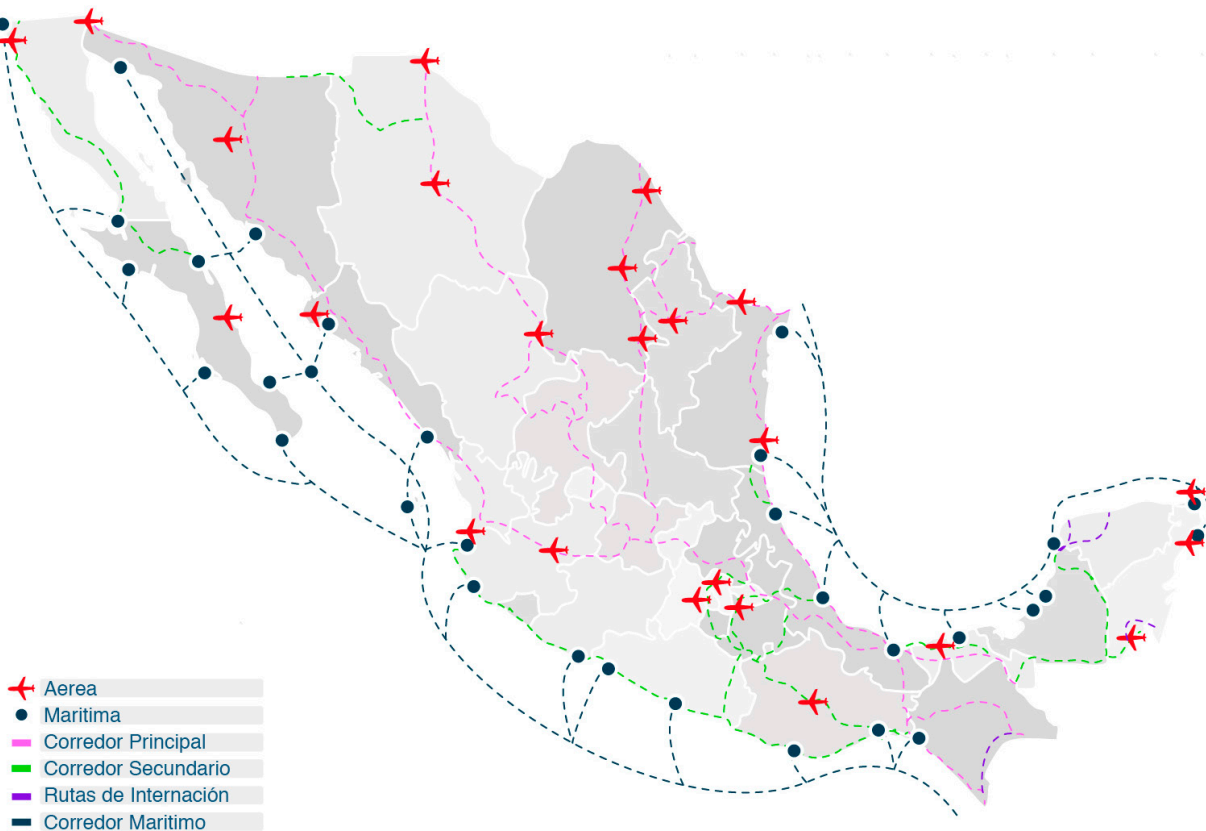 Aerea
Maritima
Corredor Principal
Corredor Secundario
Rutas de Internación
Corredor Maritimo